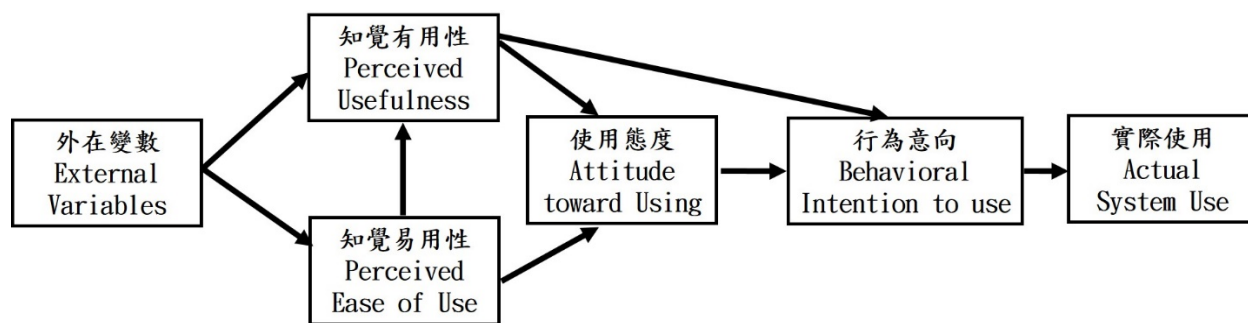 外在變數
External
Variables
知覺有用性
Perceived
Usefulness
知覺易用性
Perceived
Ease of Use
使用態度
Attitude
toward Using
行為意向
Behavioral
Intention to use
實際使用
Actual
System Use